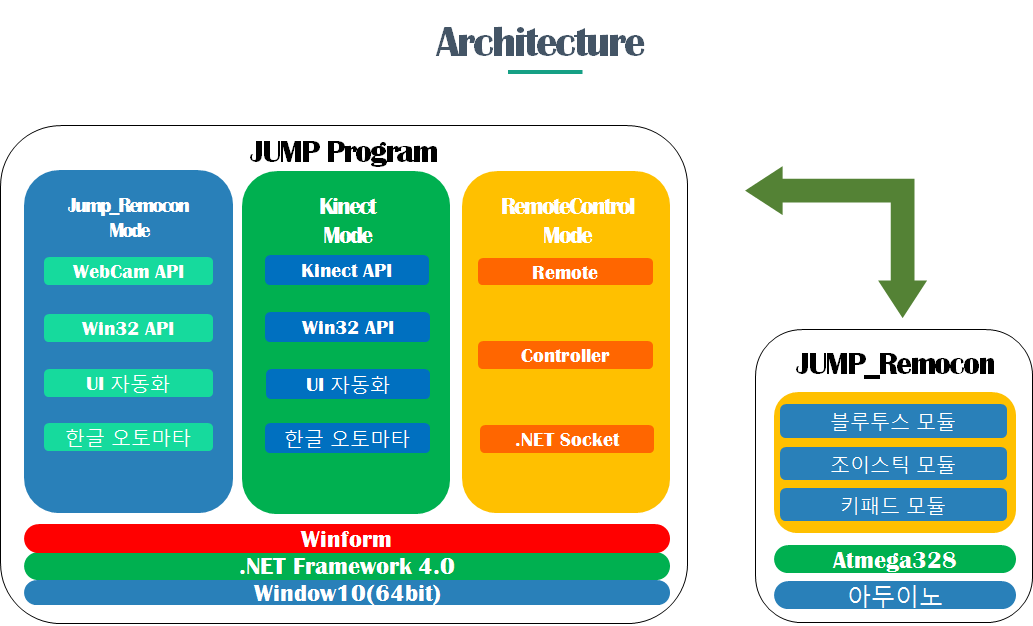 Architecture
JUMP Program
Jump_Remocon
Mode
WebCam API
Win32 API
UI 자동화
한글 오토마타
Kinect
Mode
Kinect API
Win32 API
UI 자동화
한글 오토마타
RemoteControl
Mode
Remote
Controller
.NET Socket
Winform
.NET Framework 4.0
Window10(64bit)
JUMP_Remocon
블루투스 모듈
조이스틱 모듈
키패드 모듈
Atmega328
아두이노